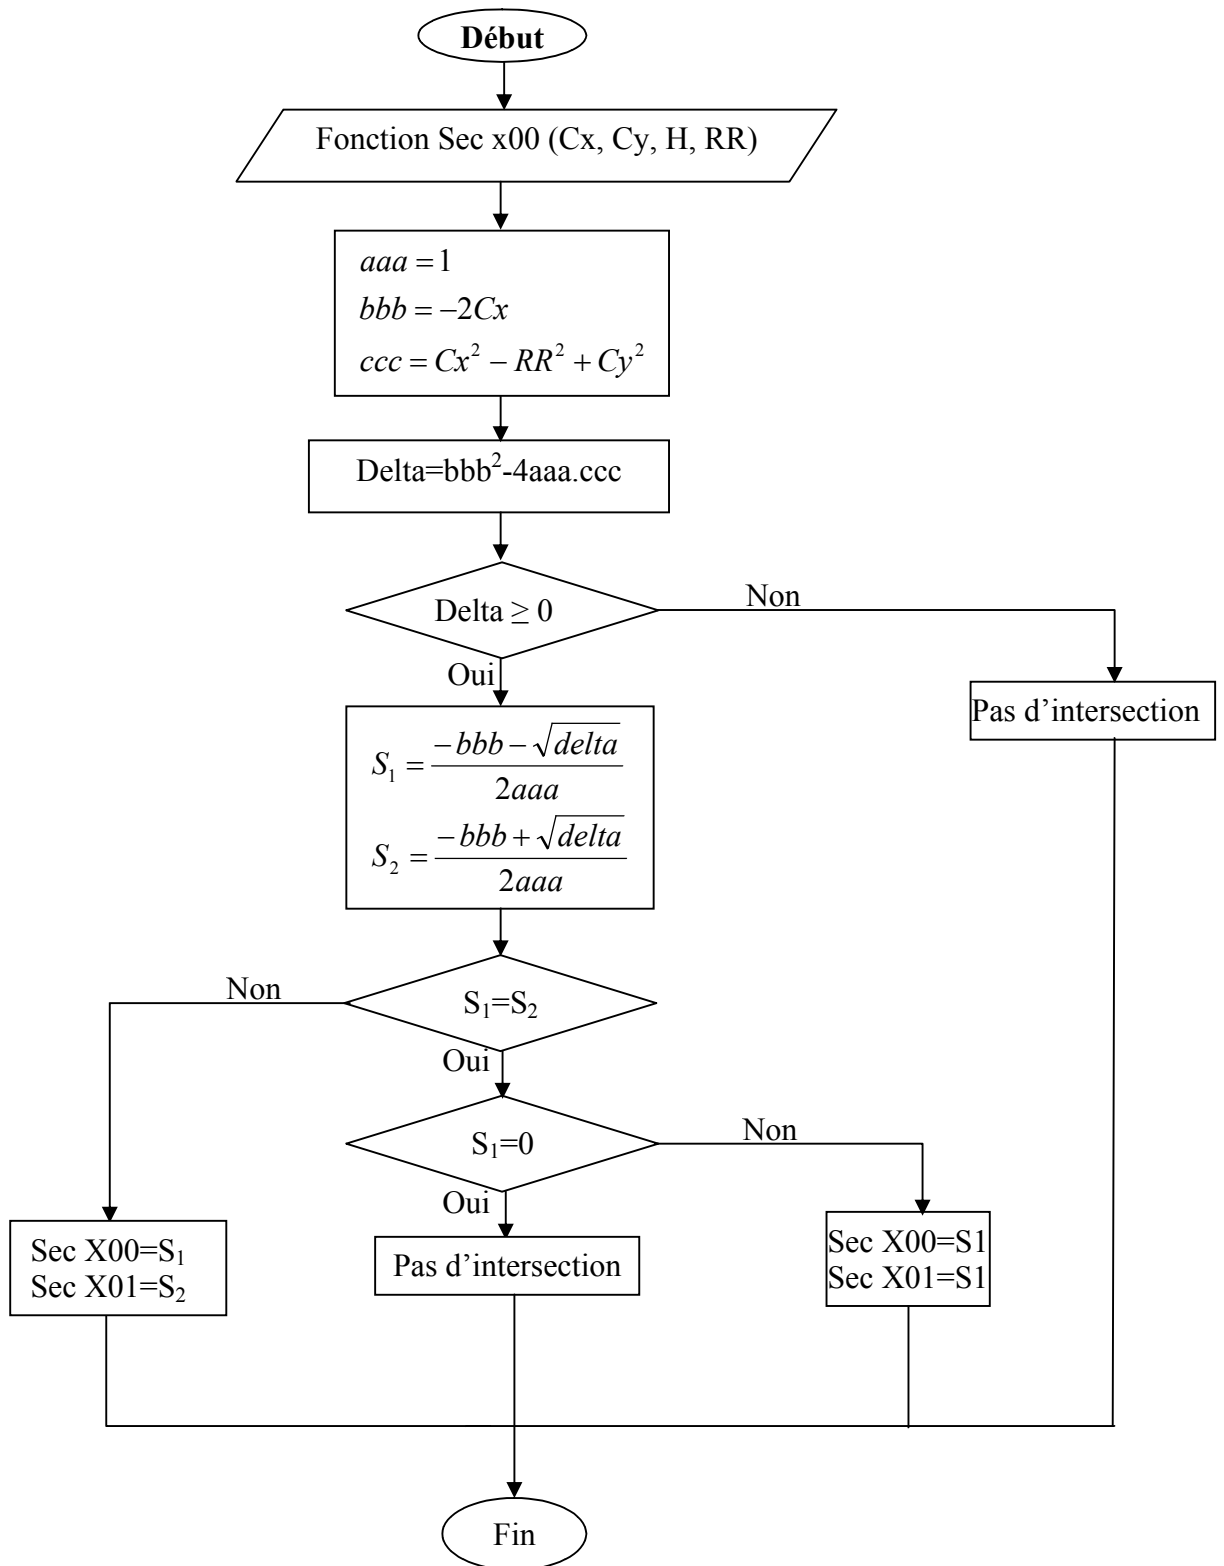 Début
Fonction Sec x00 (Cx, Cy, H, RR)
aaa = 1
bbb = −2Cx
ccc = Cx² − RR² + Cy²
Delta=bbb²-4aaa.ccc
Delta ≥ 0
Non
Oui
Pas d’intersection
S₁ = (−bbb − √delta) / 2aaa
S₂ = (−bbb + √delta) / 2aaa
Non
S₁=S₂
Oui
S₁=0
Non
Oui
Sec X00=S₁
Sec X01=S₂
Pas d’intersection
Sec X00=S1
Sec X01=S1
Fin